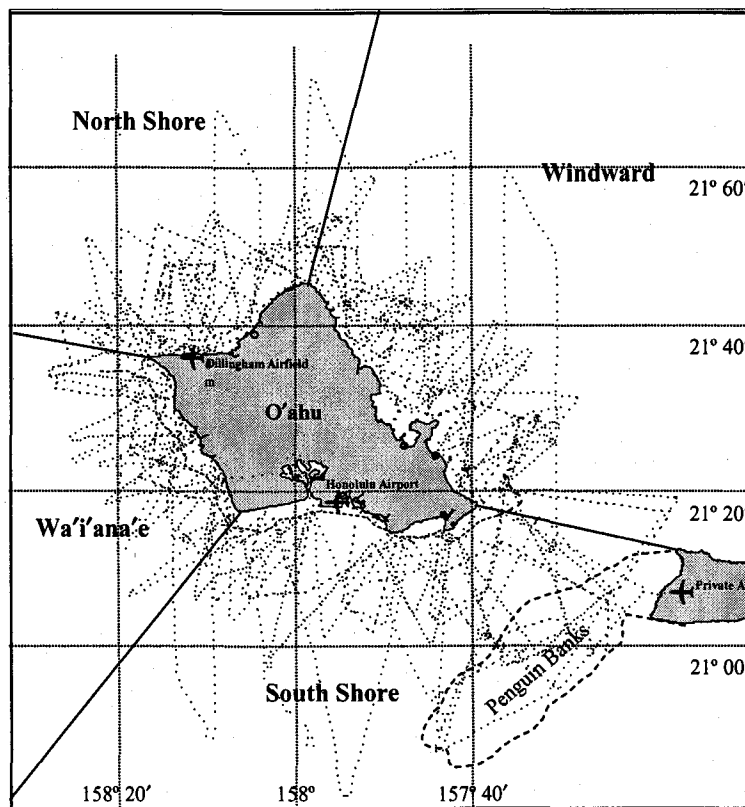 North Shore
Windward
21° 60′
21° 40′
Dillingham Airfield
m
O′ahu
Honolulu Airport
21° 20′
Wa′i′ana′e
Private A
Penguin Banks
21° 00′
South Shore
158° 20′
158°
157° 40′